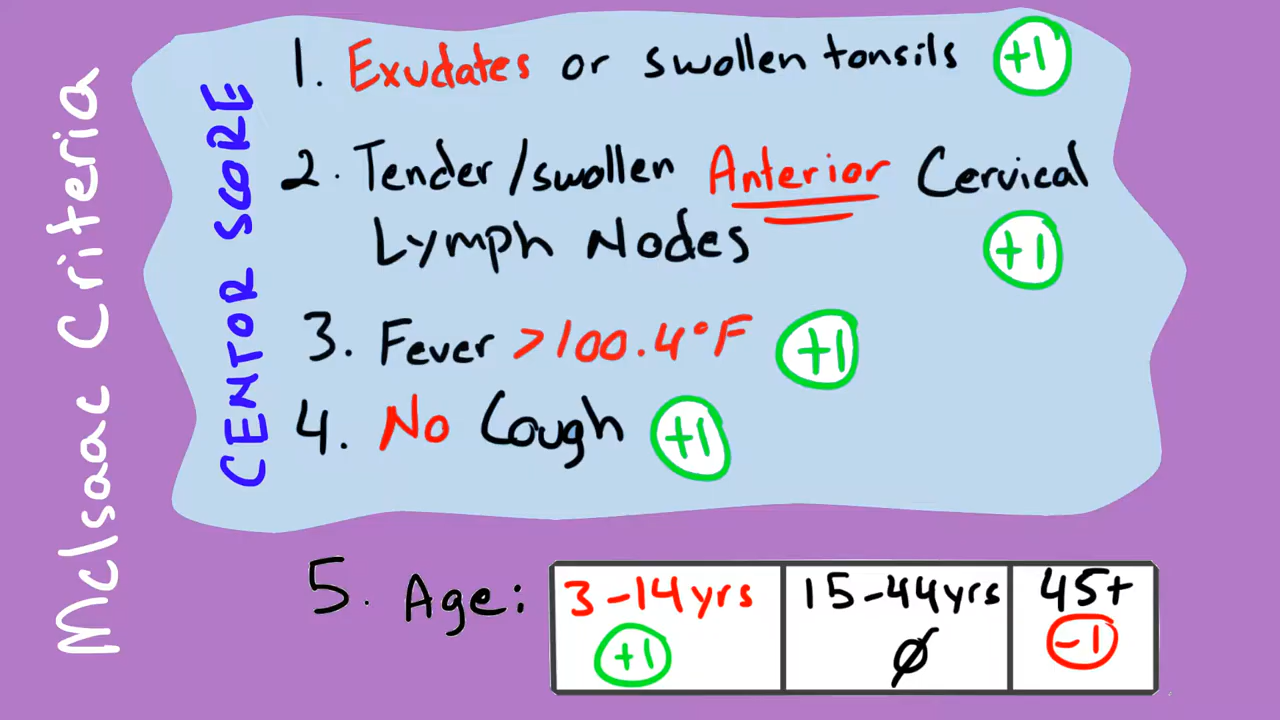 McIsaac Criteria
CENTOR SCORE
1. Exudates or swollen tonsils +1
2. Tender/swollen Anterior Cervical
Lymph Nodes +1
3. Fever >100.4°F +1
4. No Cough +1
5. Age:
3-14yrs 15-44yrs 45+
+1 ∅ -1